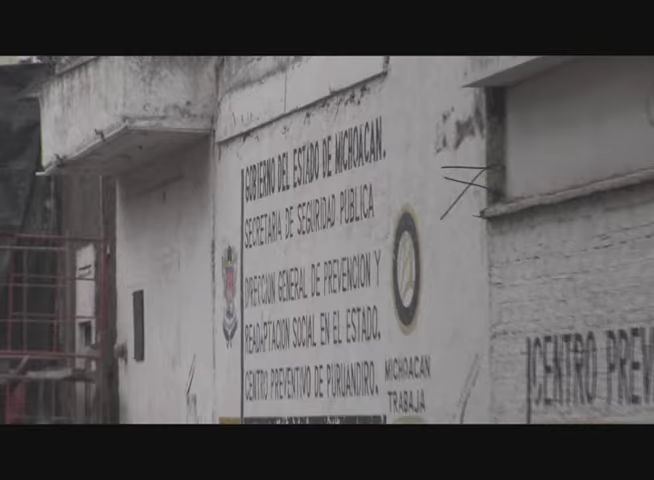 GOBIERNO DEL ESTADO DE MICHOACAN.
SECRETARIA DE SEGURIDAD PÚBLICA
DIRECCION GENERAL DE PREVENCION Y
READAPTACION SOCIAL EN EL ESTADO.
CENTRO PREVENTIVO DE PURUANDIRO.
MICHOACAN
TRABAJA
CENTRO PREV